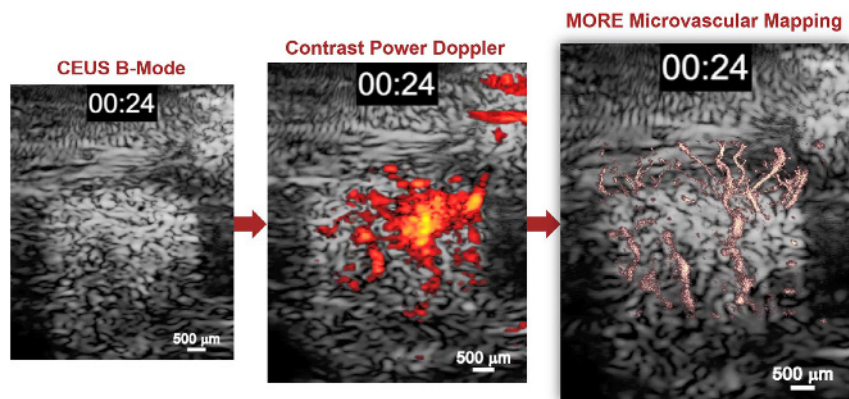 CEUS B-Mode
00:24
500 μm
Contrast Power Doppler
00:24
500 μm
MORE Microvascular Mapping
00:24
500 μm